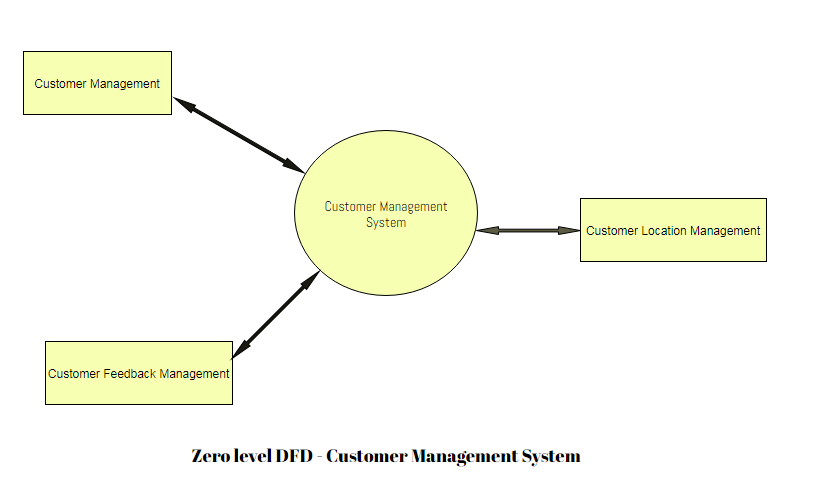 Customer Management
Customer Management
System
Customer Location Management
Customer Feedback Management
Zero level DFD - Customer Management System